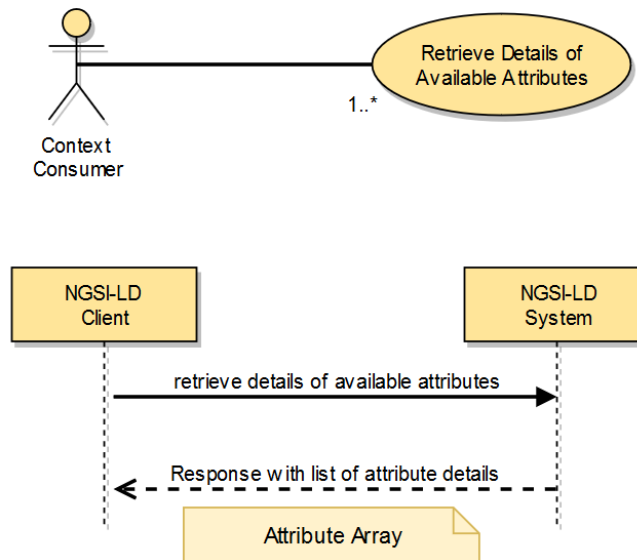 Retrieve Details of
Available Attributes
1..*
Context
Consumer
NGSI-LD
Client
NGSI-LD
System
retrieve details of available attributes
Response with list of attribute details
Attribute Array